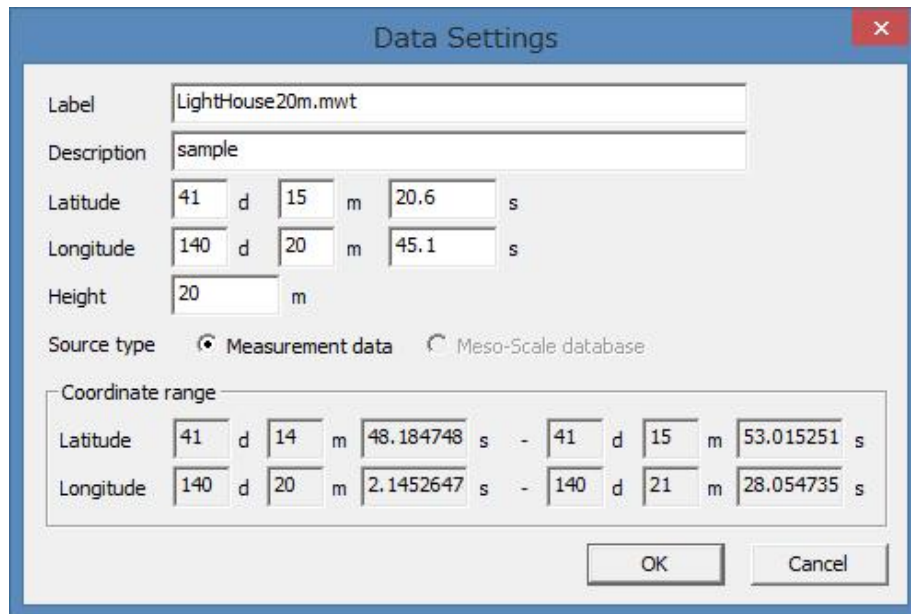 Data Settings
Label LightHouse20m.mwt
Description sample
Latitude 41 d 15 m 20.6 s
Longitude 140 d 20 m 45.1 s
Height 20 m
Source type Measurement data Meso-Scale database
Coordinate range
Latitude 41 d 14 m 48.184748 s - 41 d 15 m 53.015251 s
Longitude 140 d 20 m 2.1452647 s - 140 d 21 m 28.054735 s
OK Cancel